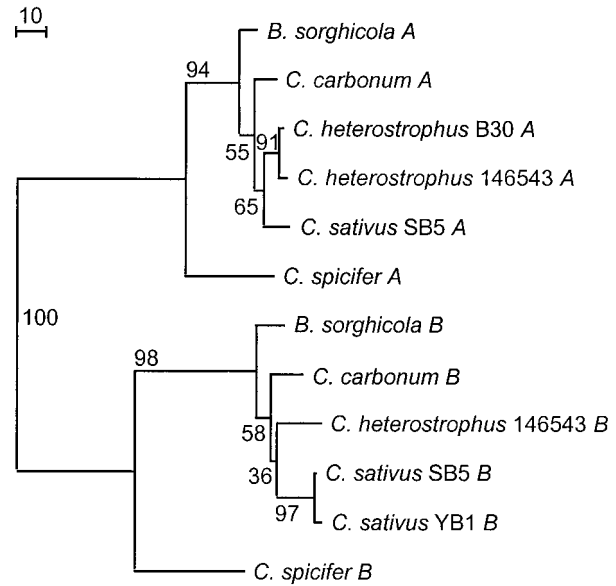 10
B. sorghicola A
94
C. carbonum A
C. heterostrophus B30 A
91
55
C. heterostrophus 146543 A
65
C. sativus SB5 A
C. spicifer A
100
B. sorghicola B
98
C. carbonum B
C. heterostrophus 146543 B
58
C. sativus SB5 B
36
97
C. sativus YB1 B
C. spicifer B